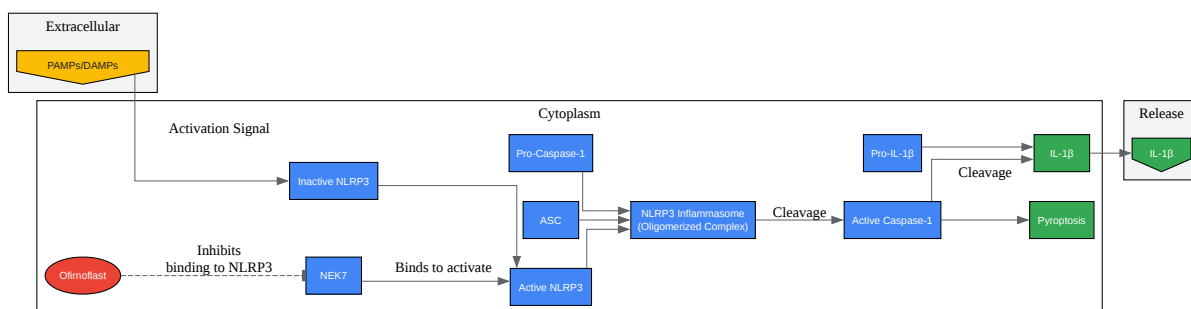 Extracellular
PAMPs/DAMPs
Cytoplasm
Activation Signal
Release
Pro-Caspase-1
Pro-IL-1β
IL-1β
IL-1β
Cleavage
Inactive NLRP3
ASC
NLRP3 Inflammasome
(Oligomerized Complex)
Cleavage
Active Caspase-1
Pyroptosis
Ofirnoflast
Inhibits
binding to NLRP3
NEK7
Binds to activate
Active NLRP3